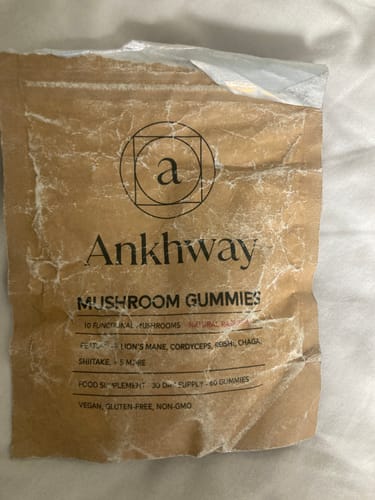 a
Ankhway
MUSHROOM GUMMIES
10 FUNCTIONAL MUSHROOMS NATURAL
LION'S MANE, CORDYCEPS, REISHI, CHAGA,
SHIITAKE, + 5 MORE
FOOD SUPPLEMENT - 30 DAY SUPPLY - 60 GUMMIES
VEGAN, GLUTEN-FREE, NON-GMO